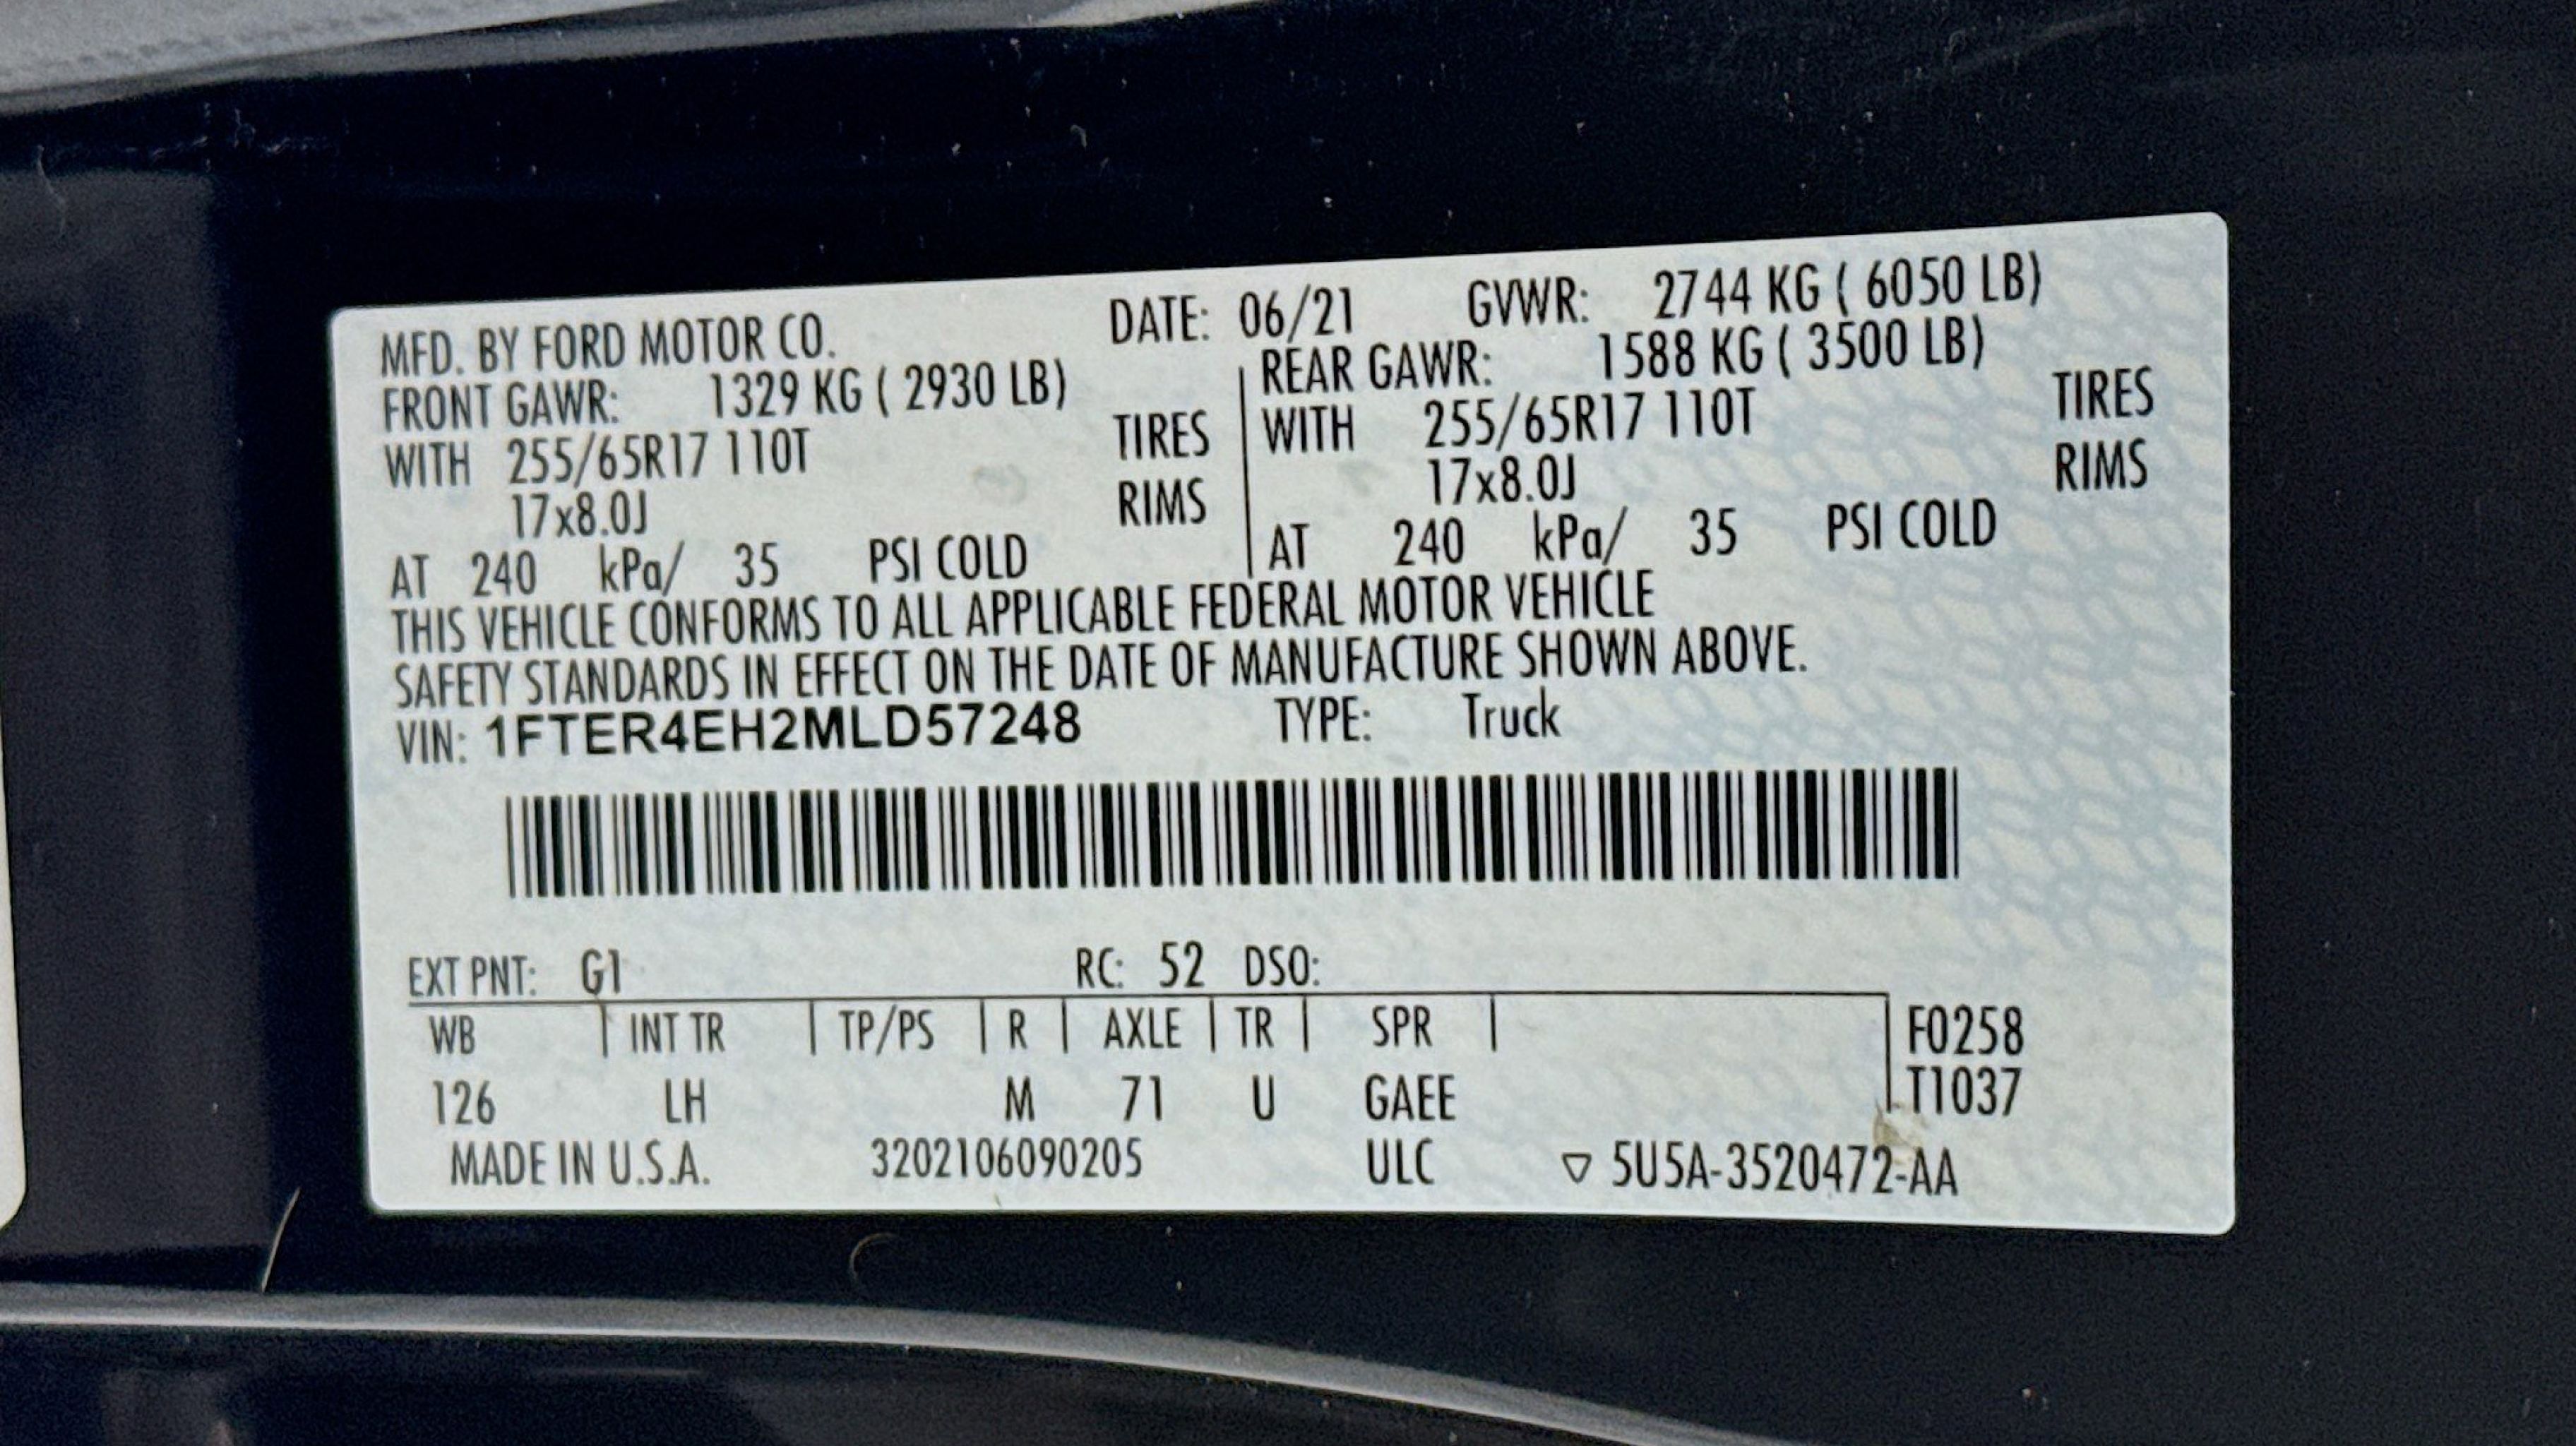 MFD. BY FORD MOTOR CO. DATE: 06/21 GVWR: 2744 KG ( 6050 LB)
FRONT GAWR: 1329 KG ( 2930 LB) REAR GAWR: 1588 KG ( 3500 LB)
WITH 255/65R17 110T TIRES WITH 255/65R17 110T TIRES
17x8.0J RIMS 17x8.0J RIMS
AT 240 kPa/ 35 PSI COLD AT 240 kPa/ 35 PSI COLD
THIS VEHICLE CONFORMS TO ALL APPLICABLE FEDERAL MOTOR VEHICLE
SAFETY STANDARDS IN EFFECT ON THE DATE OF MANUFACTURE SHOWN ABOVE.
VIN: 1FTER4EH2MLD57248 TYPE: Truck
EXT PNT: G1 RC: 52 DSO:
WB INT TR TP/PS R AXLE TR SPR F0258
126 LH M 71 U GAEE T1037
MADE IN U.S.A. 3202106090205 ULC ▽ 5U5A-3520472-AA